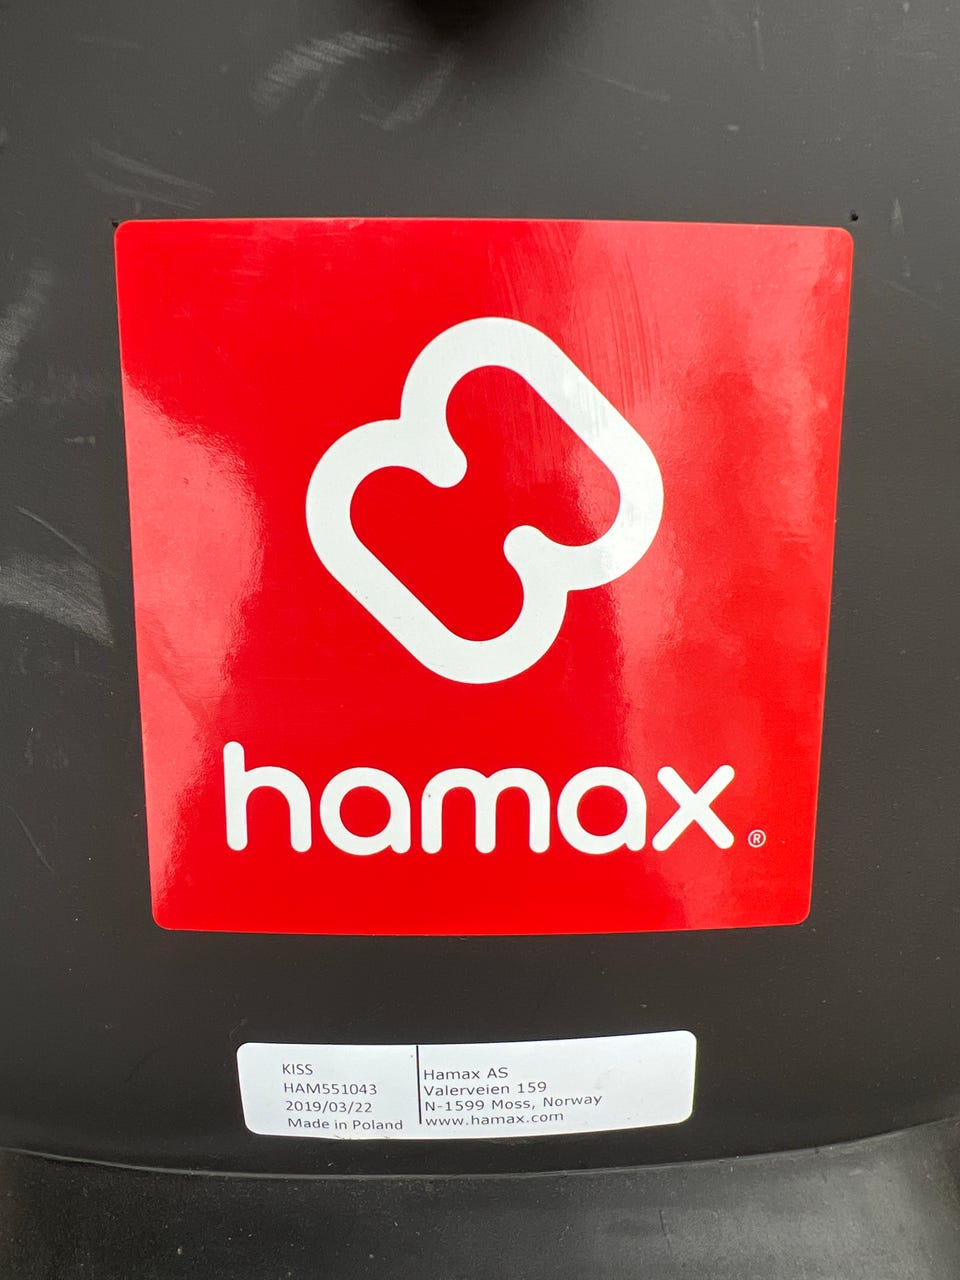 hamax ®
KISS
HAM551043
2019/03/22
Made in Poland
Hamax AS
Valerveien 159
N-1599 Moss, Norway
www.hamax.com